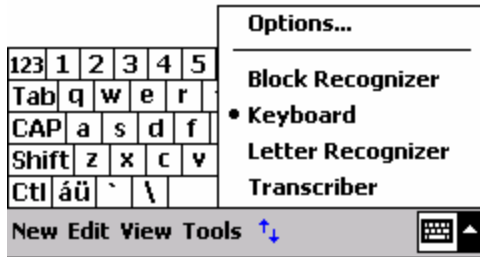 Options...
123 1 2 3 4 5
Block Recognizer
Tab q w e r
Keyboard
CAP a s d f
Letter Recognizer
Shift z x c v
Transcriber
Ctl áü ` \
New Edit View Tools